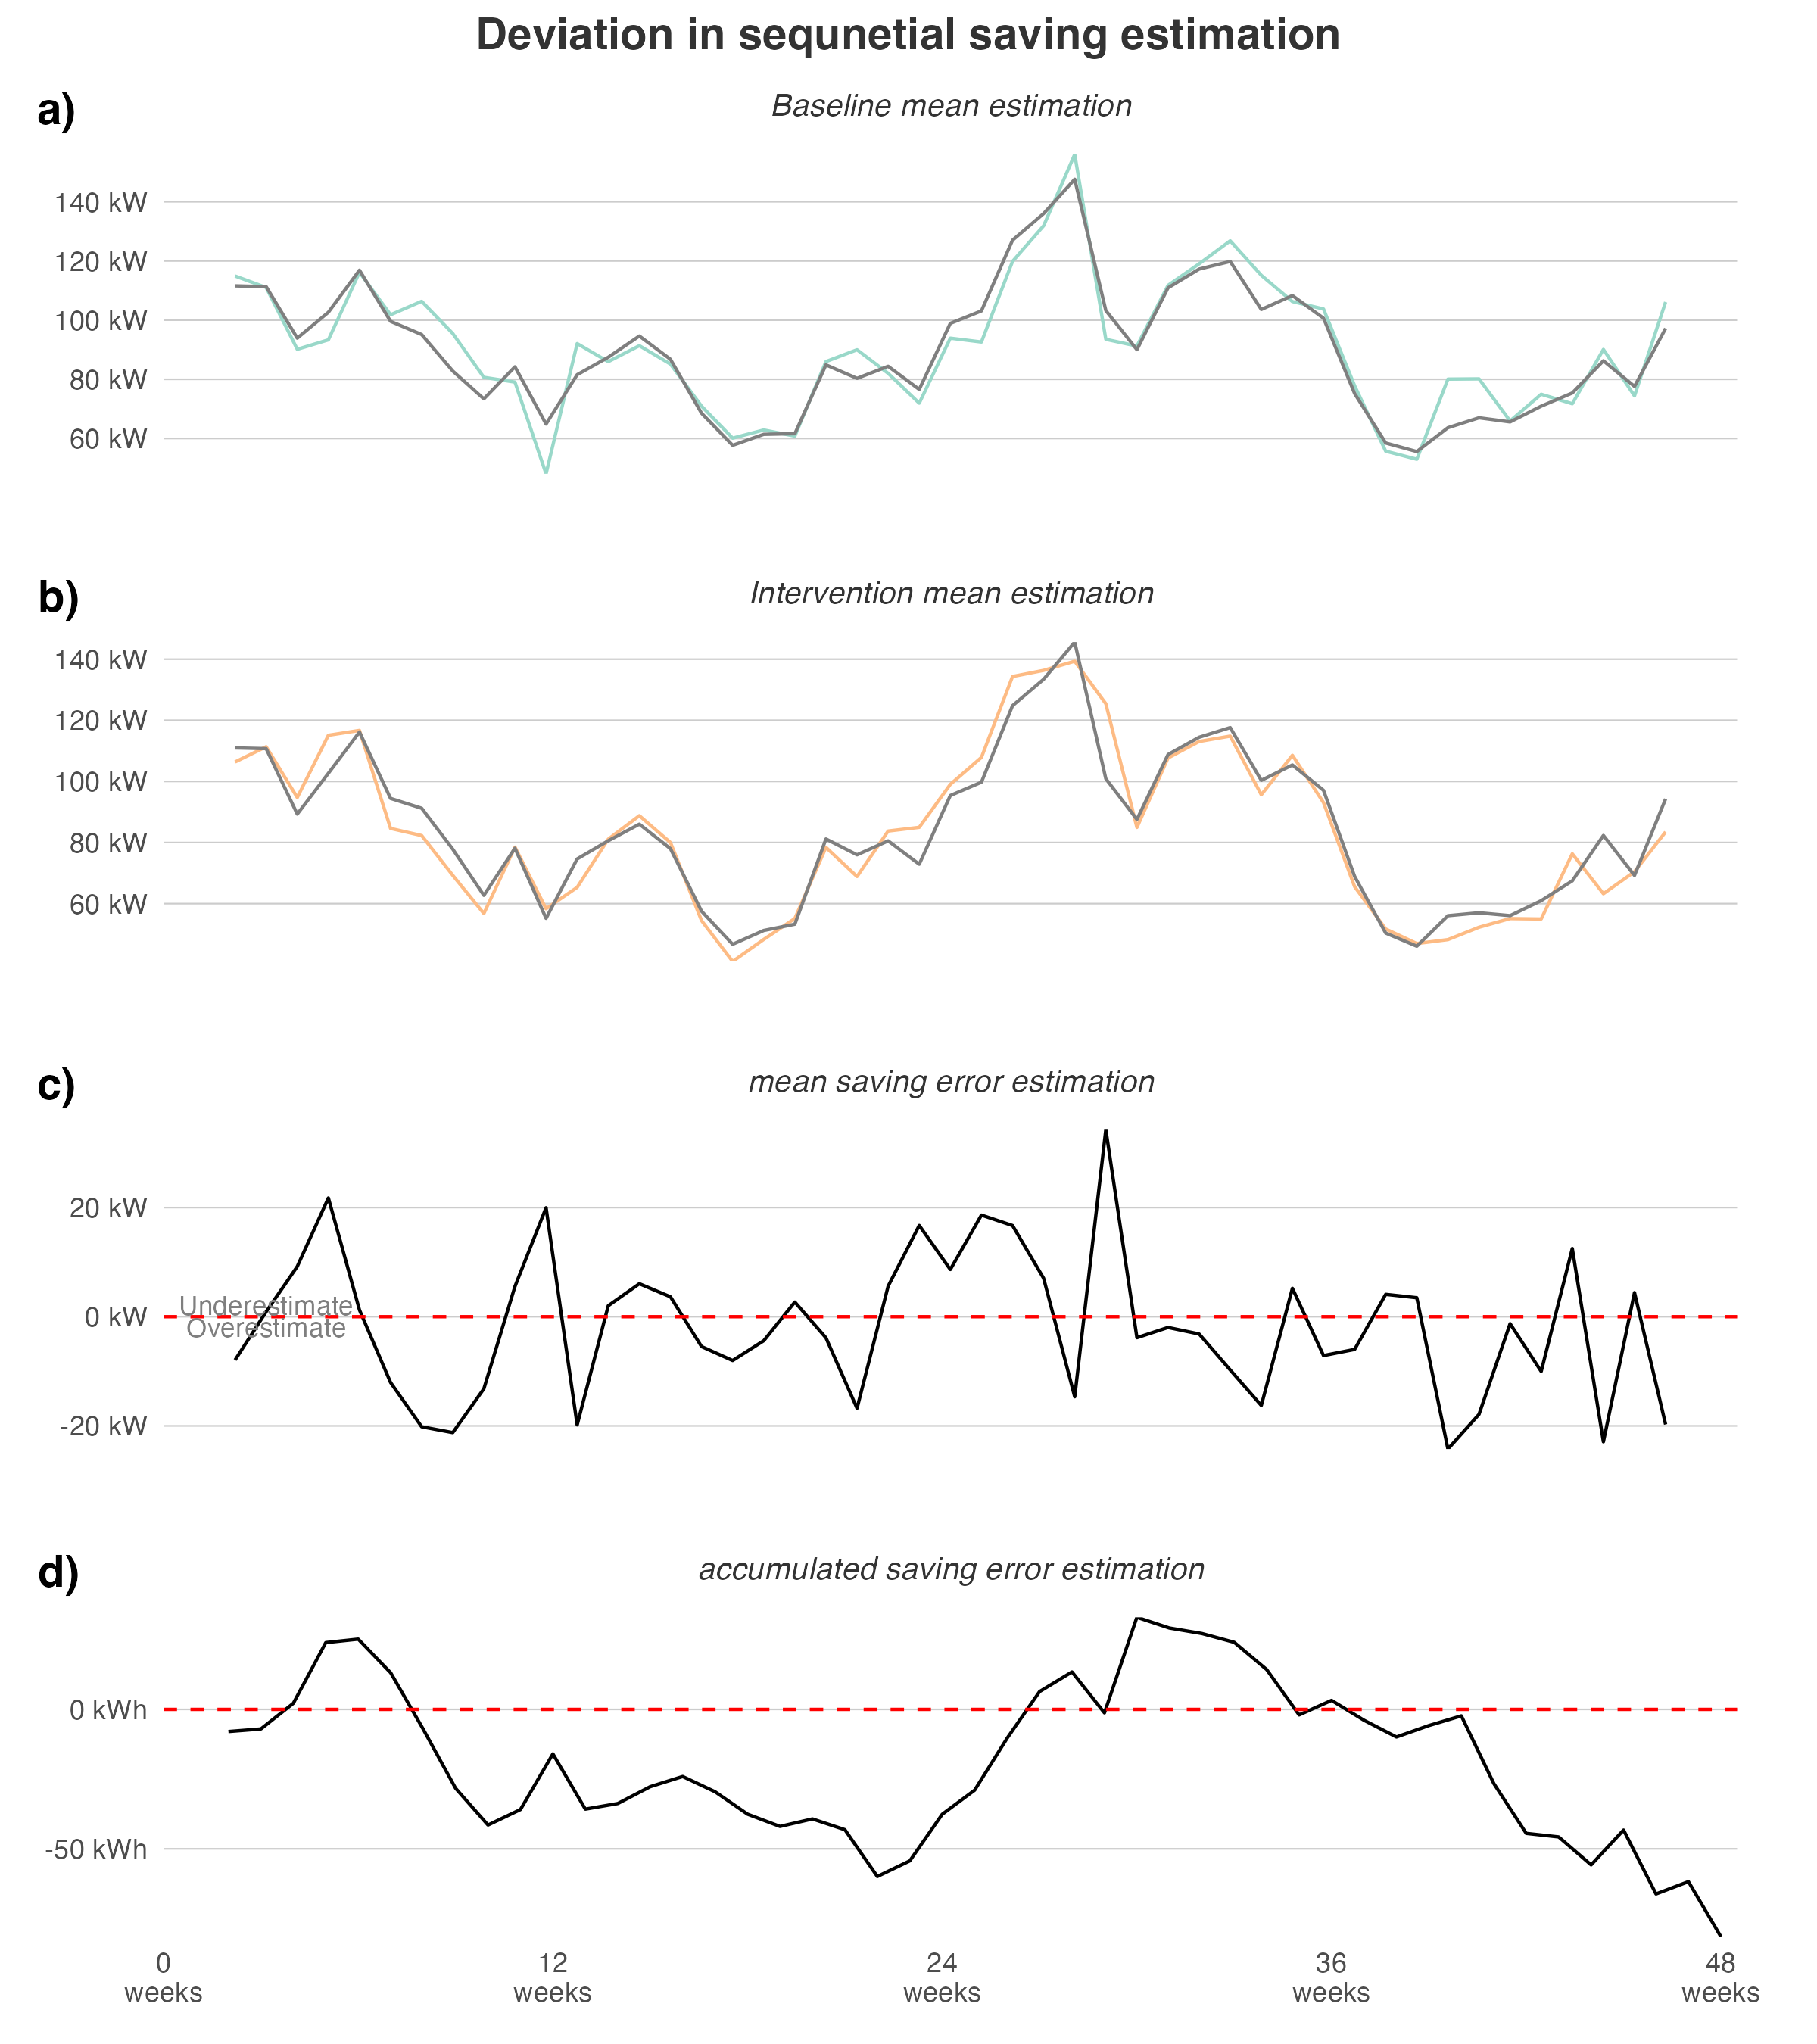 Deviation in sequnetial saving estimation
a)
Baseline mean estimation
140 kW
120 kW
100 kW
80 kW
60 kW
b)
Intervention mean estimation
140 kW
120 kW
100 kW
80 kW
60 kW
c)
mean saving error estimation
20 kW
Underestimate
0 kW
Overestimate
-20 kW
d)
accumulated saving error estimation
0 kWh
-50 kWh
0 12 24 36 48
weeks weeks weeks weeks weeks